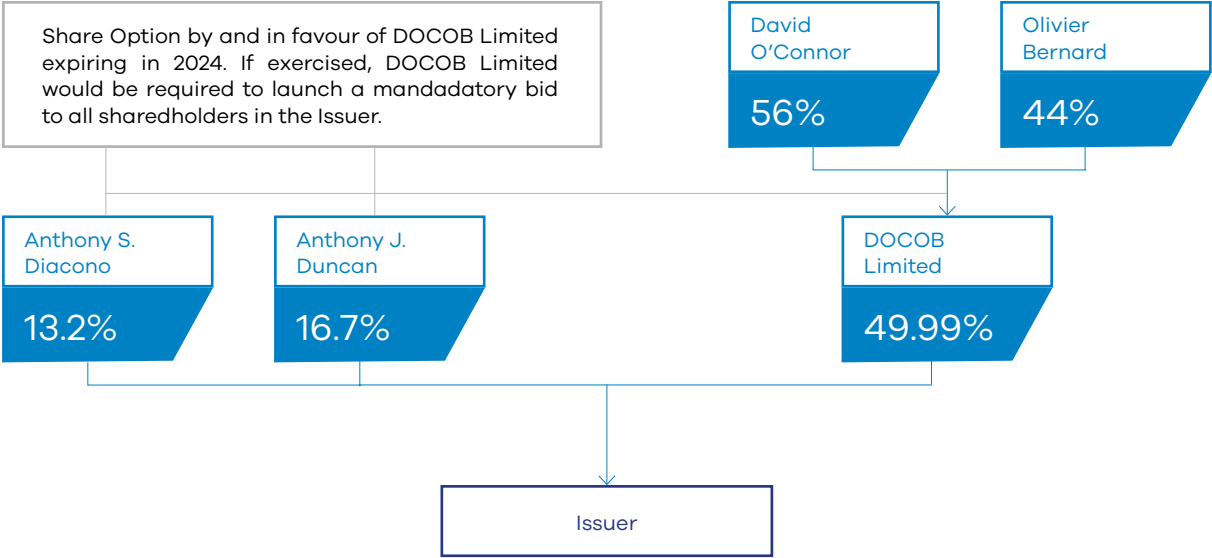 Share Option by and in favour of DOCOB Limited
expiring in 2024. If exercised, DOCOB Limited
would be required to launch a mandadatory bid
to all sharedholders in the Issuer.
David
O’Connor
56%
Olivier
Bernard
44%
Anthony S.
Diacono
13.2%
Anthony J.
Duncan
16.7%
DOCOB
Limited
49.99%
Issuer